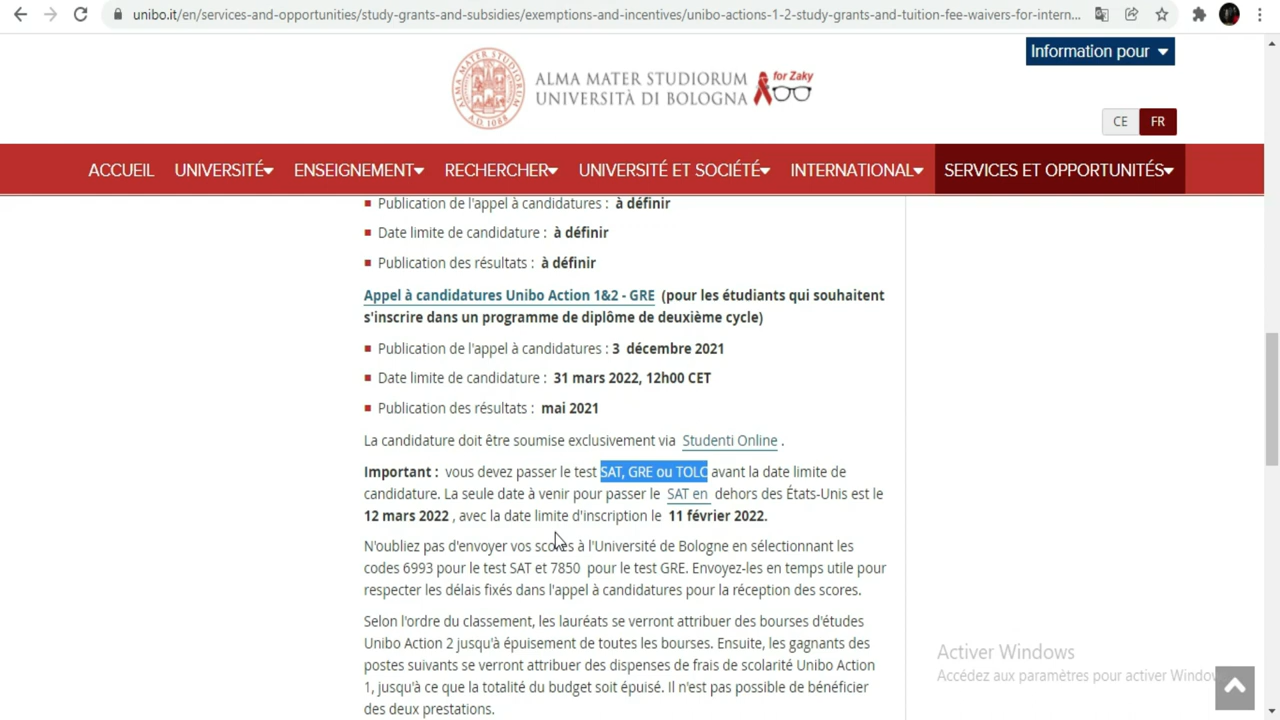 unibo.it/en/services-and-opportunities/study-grants-and-subsidies/exemptions-and-incentives/unibo-actions-1-2-study-grants-and-tuition-fee-waivers-for-intern...
Information pour
ALMA MATER STUDIORUM
UNIVERSITÀ DI BOLOGNA
for Zaky
A.D. 1088
CE FR
ACCUEIL UNIVERSITÉ ENSEIGNEMENT RECHERCHER UNIVERSITÉ ET SOCIÉTÉ INTERNATIONAL SERVICES ET OPPORTUNITÉS
Publication de l'appel à candidatures : à définir
Date limite de candidature : à définir
Publication des résultats : à définir
Appel à candidatures Unibo Action 1&2 - GRE (pour les étudiants qui souhaitent
s'inscrire dans un programme de diplôme de deuxième cycle)
Publication de l'appel à candidatures : 3 décembre 2021
Date limite de candidature : 31 mars 2022, 12h00 CET
Publication des résultats : mai 2021
La candidature doit être soumise exclusivement via Studenti Online .
Important : vous devez passer le test SAT, GRE ou TOLC avant la date limite de
candidature. La seule date à venir pour passer le SAT en dehors des États-Unis est le
12 mars 2022 , avec la date limite d'inscription le 11 février 2022.
N'oubliez pas d'envoyer vos scores à l'Université de Bologne en sélectionnant les
codes 6993 pour le test SAT et 7850 pour le test GRE. Envoyez-les en temps utile pour
respecter les délais fixés dans l'appel à candidatures pour la réception des scores.
Selon l'ordre du classement, les lauréats se verront attribuer des bourses d'études
Unibo Action 2 jusqu'à épuisement de toutes les bourses. Ensuite, les gagnants des
postes suivants se verront attribuer des dispenses de frais de scolarité Unibo Action
1, jusqu'à ce que la totalité du budget soit épuisé. Il n'est pas possible de bénéficier
des deux prestations.
Activer Windows
Accédez aux paramètres pour activer Windows